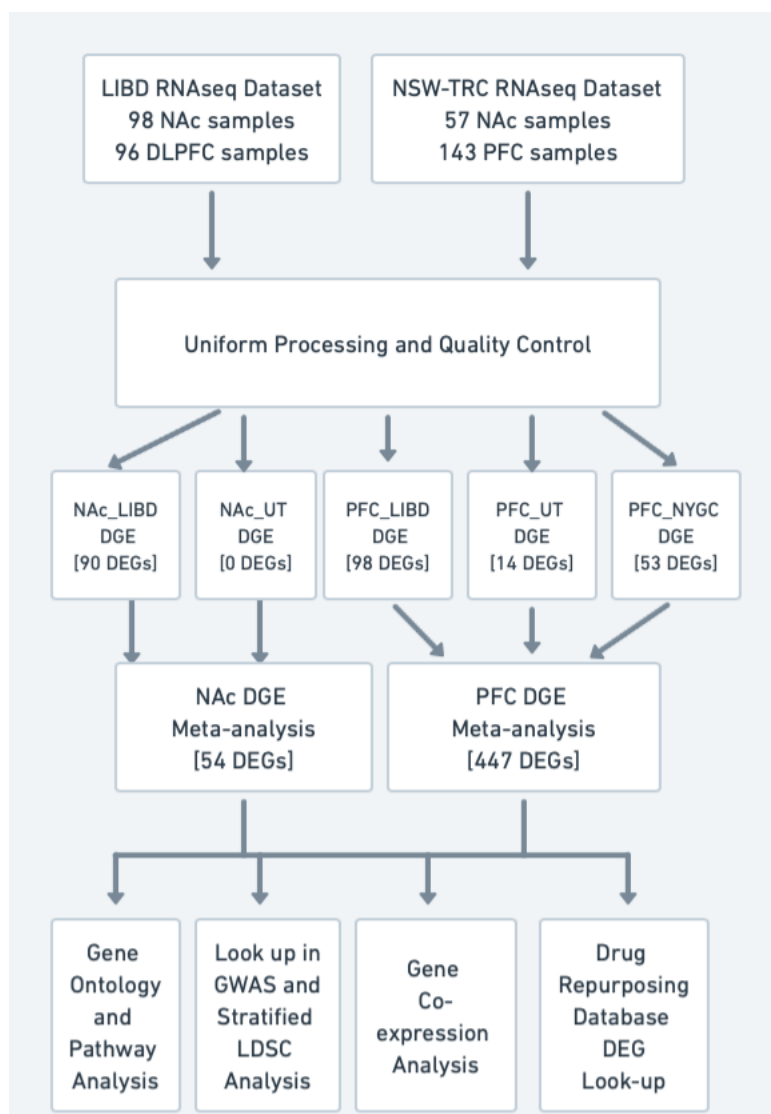 LIBD RNAseq Dataset
98 NAc samples
96 DLPFC samples
NSW-TRC RNAseq Dataset
57 NAc samples
143 PFC samples
Uniform Processing and Quality Control
NAc_LIBD
DGE
[90 DEGs]
NAc_UT
DGE
[0 DEGs]
PFC_LIBD
DGE
[98 DEGs]
PFC_UT
DGE
[14 DEGs]
PFC_NYGC
DGE
[53 DEGs]
NAc DGE
Meta-analysis
[54 DEGs]
PFC DGE
Meta-analysis
[447 DEGs]
Gene
Ontology
and
Pathway
Analysis
Look up in
GWAS and
Stratified
LDSC
Analysis
Gene
Co-
expression
Analysis
Drug
Repurposing
Database
DEG
Look-up